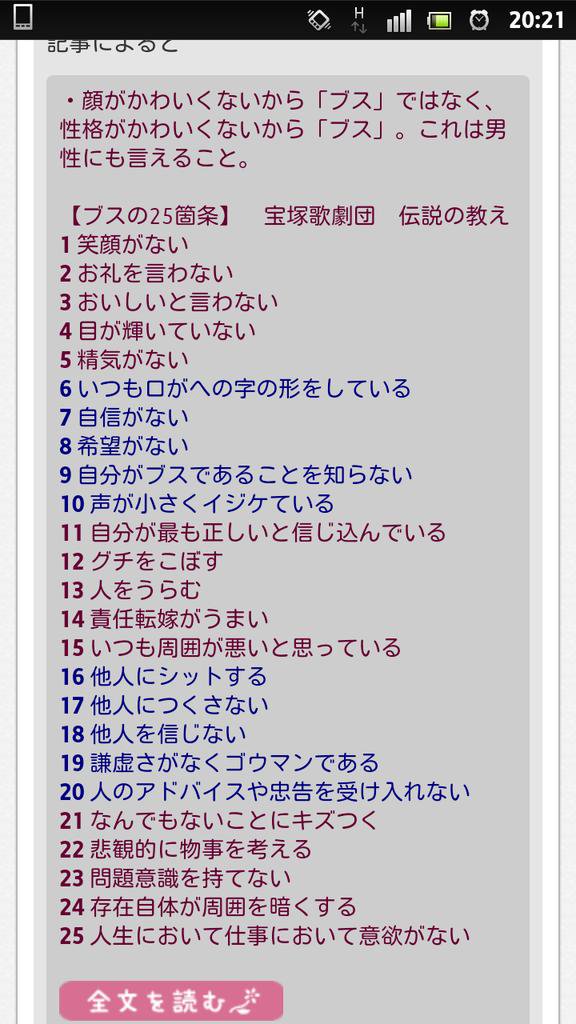 H
20:21
記事によると
・顔がかわいくないから「ブス」ではなく、
性格がかわいくないから「ブス」。これは男
性にも言えること。
【ブスの25箇条】 宝塚歌劇団 伝説の教え
1 笑顔がない
2 お礼を言わない
3 おいしいと言わない
4 目が輝いていない
5 精気がない
6 いつも口がへの字の形をしている
7 自信がない
8 希望がない
9 自分がブスであることを知らない
10 声が小さくイジケている
11 自分が最も正しいと信じ込んでいる
12 グチをこぼす
13 人をうらむ
14 責任転嫁がうまい
15 いつも周囲が悪いと思っている
16 他人にシットする
17 他人につくさない
18 他人を信じない
19 謙虚さがなくゴウマンである
20 人のアドバイスや忠告を受け入れない
21 なんでもないことにキズつく
22 悲観的に物事を考える
23 問題意識を持てない
24 存在自体が周囲を暗くする
25 人生において仕事において意欲がない
全文を読む